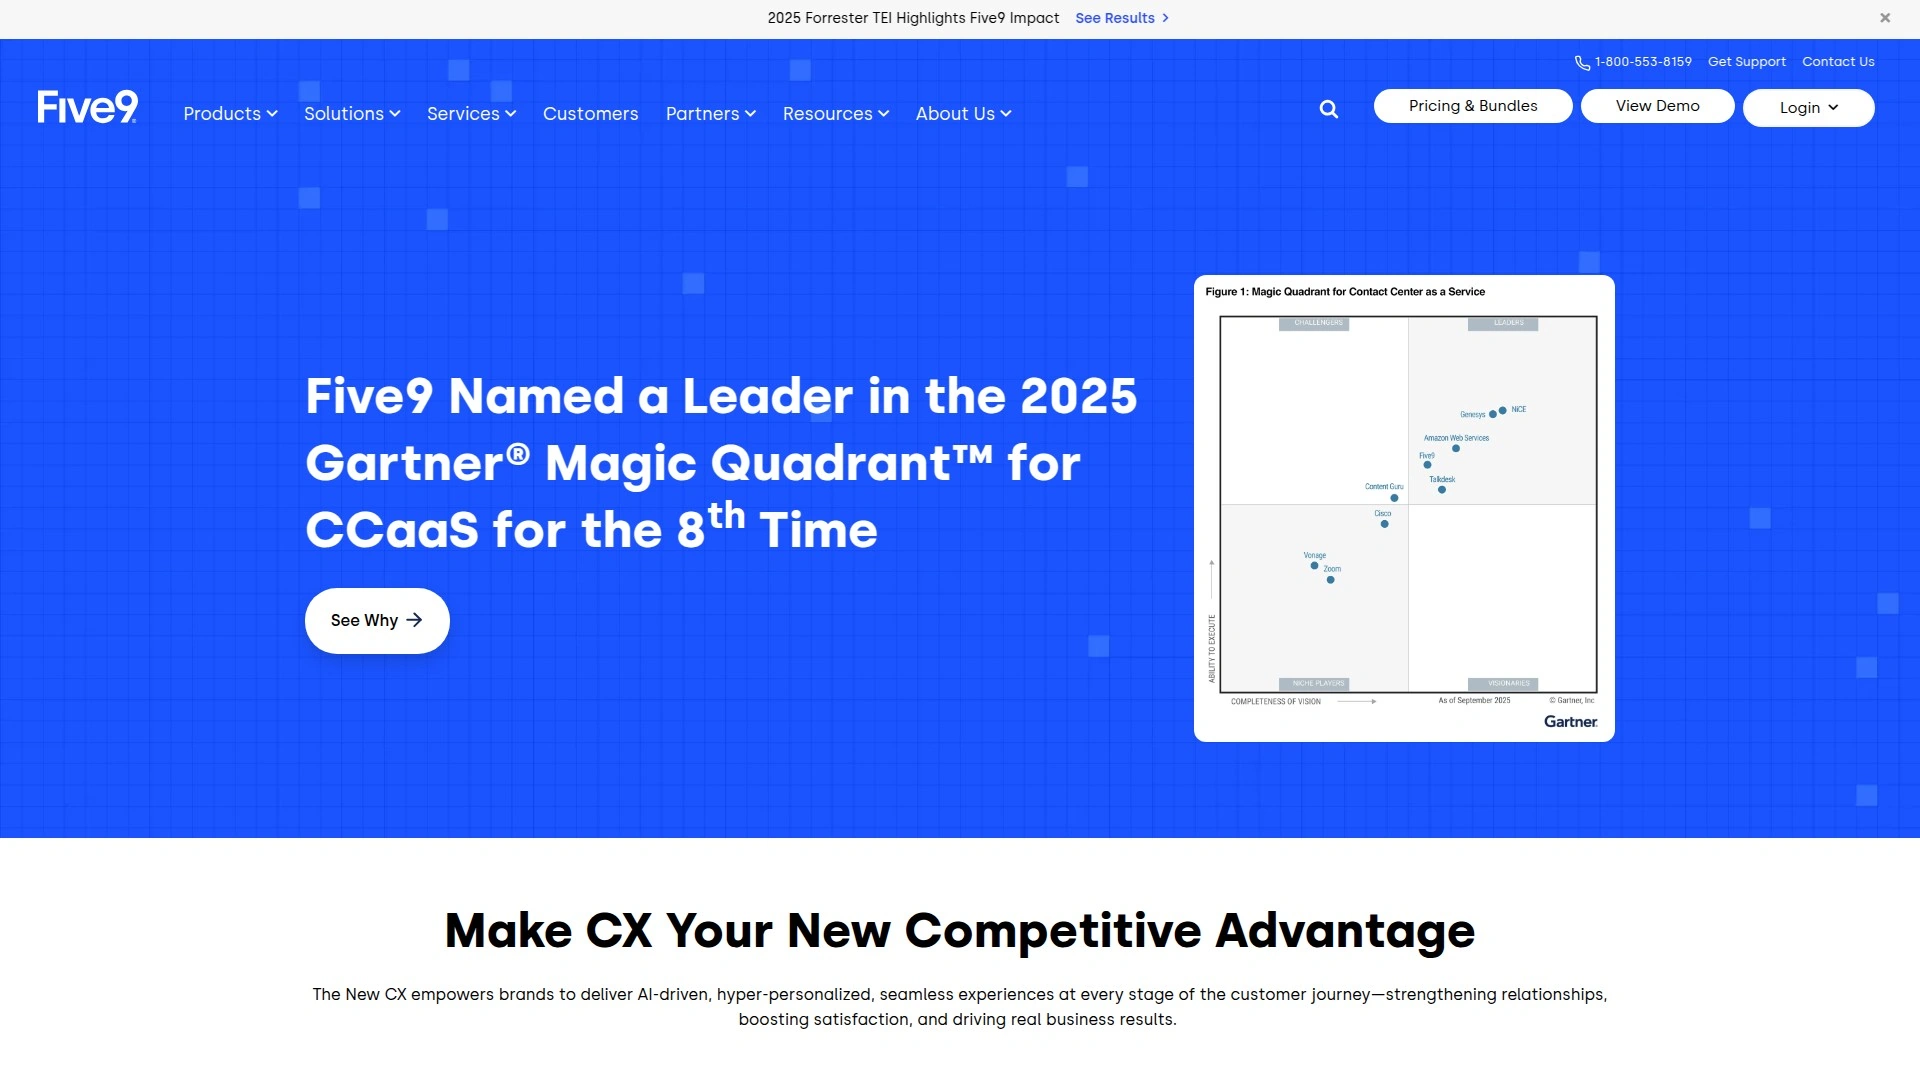 2025 Forrester TEI Highlights Five9 Impact See Results
1-800-553-8159 Get Support Contact Us
Five9
Products Solutions Services Customers Partners Resources About Us
Pricing & Bundles View Demo Login
Five9 Named a Leader in the 2025
Gartner® Magic Quadrant™ for
CCaaS for the 8th Time
See Why
Figure 1: Magic Quadrant for Contact Center as a Service
CHALLENGERS LEADERS
Genesys NiCE
Amazon Web Services
Five9
Talkdesk
Content Guru
Cisco
Vonage
Zoom
ABILITY TO EXECUTE
NICHE PLAYERS VISIONARIES
COMPLETENESS OF VISION As of September 2025 © Gartner, Inc
Gartner
Make CX Your New Competitive Advantage
The New CX empowers brands to deliver AI-driven, hyper-personalized, seamless experiences at every stage of the customer journey—strengthening relationships,
boosting satisfaction, and driving real business results.